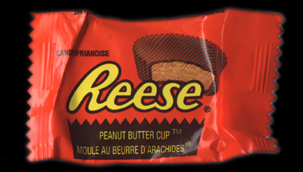 CANDY/FRIANDISE
Reese®
PEANUT BUTTER CUP™
MOULE AU BEURRE D'ARACHIDES